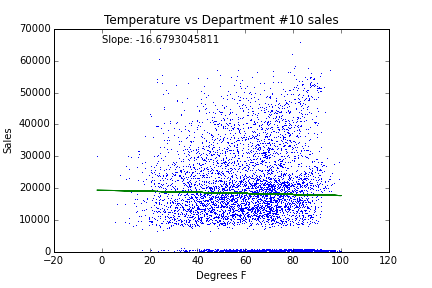 Temperature vs Department #10 sales
Slope: -16.6793045811
70000
60000
50000
40000
30000
20000
10000
0
Sales
−20 0 20 40 60 80 100 120
Degrees F